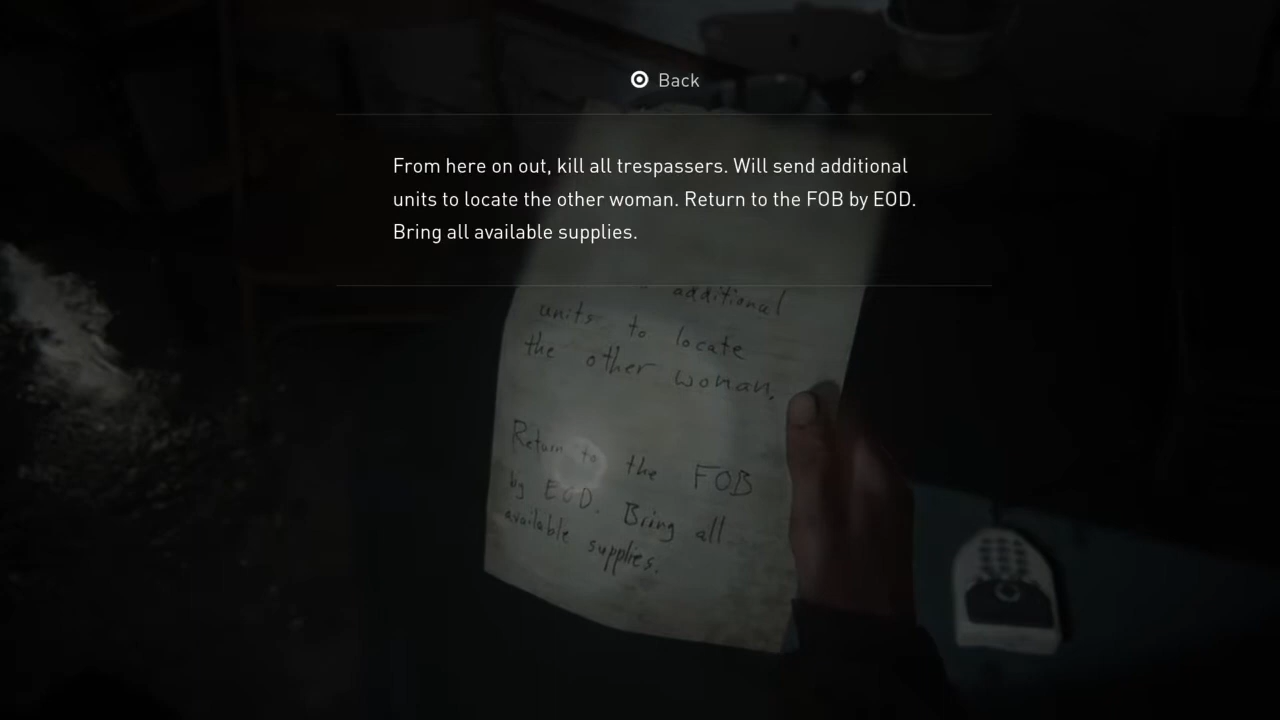 Back
From here on out, kill all trespassers. Will send additional
units to locate the other woman. Return to the FOB by EOD.
Bring all available supplies.
additional
units to locate
the other woman.
Return to the FOB
by EOD. Bring all
available supplies.